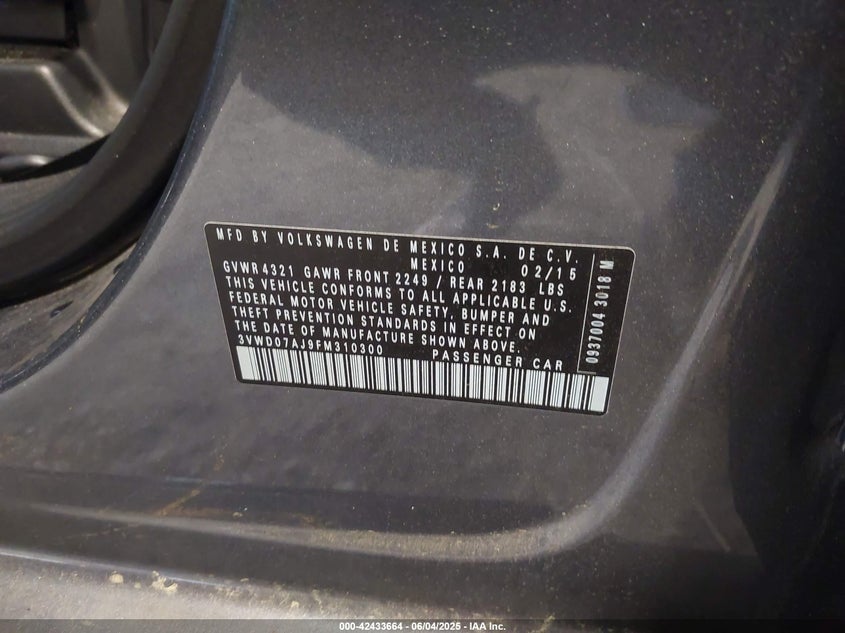 MFD BY VOLKSWAGEN DE MEXICO S.A. DE C.V.
MEXICO 02/15
GVWR 4321 GAWR FRONT 2249 / REAR 2183 LBS
THIS VEHICLE CONFORMS TO ALL APPLICABLE U.S.
FEDERAL MOTOR VEHICLE SAFETY, BUMPER AND
THEFT PREVENTION STANDARDS IN EFFECT ON
THE DATE OF MANUFACTURE SHOWN ABOVE.
3VWD07AJ9FM310300 PASSENGER CAR
0937004 3018 M
000-42433664 - 06/04/2025 - IAA Inc.